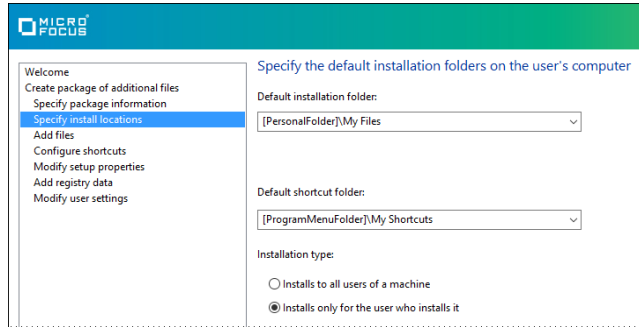 MICRO
FOCUS
Welcome
Create package of additional files
Specify package information
Specify install locations
Add files
Configure shortcuts
Modify setup properties
Add registry data
Modify user settings
Specify the default installation folders on the user's computer
Default installation folder:
[PersonalFolder]\My Files
Default shortcut folder:
[ProgramMenuFolder]\My Shortcuts
Installation type:
Installs to all users of a machine
Installs only for the user who installs it